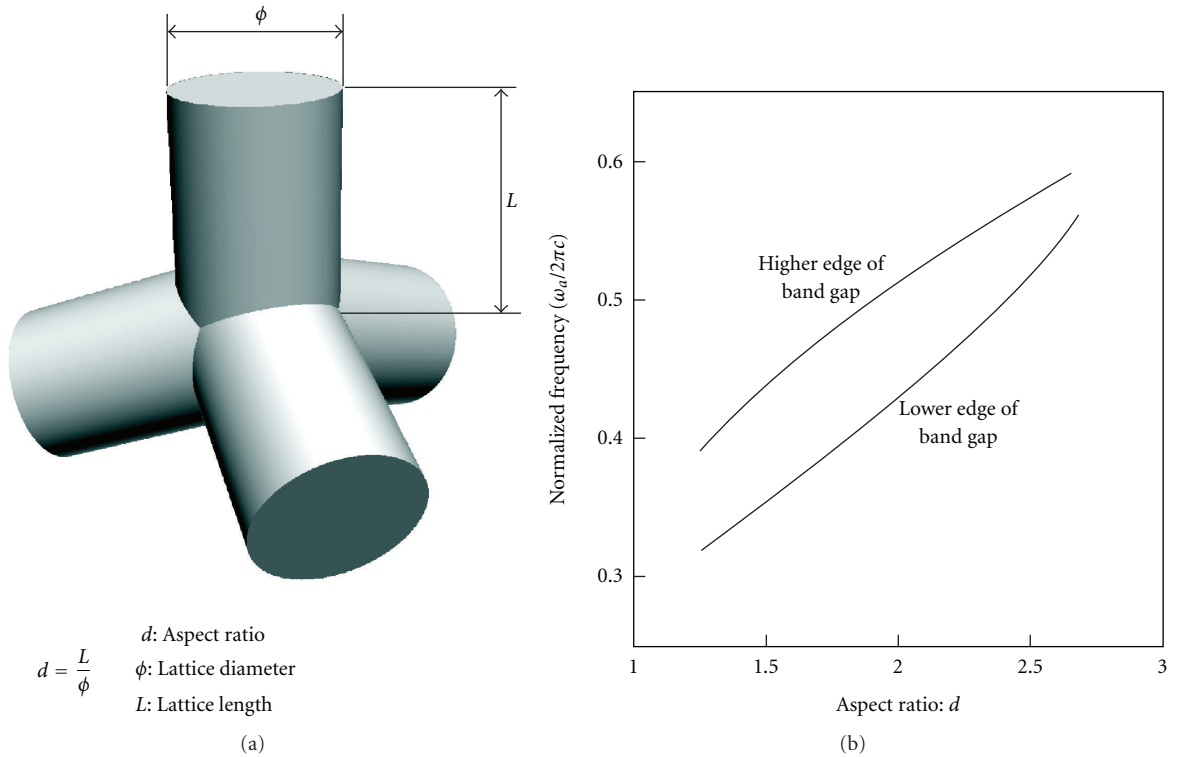 ϕ
L
d: Aspect ratio
d = L/ϕ
ϕ: Lattice diameter
L: Lattice length
(a)
Normalized frequency (ωa/2πc)
0.6
0.5
0.4
0.3
Higher edge of
band gap
Lower edge of
band gap
1
1.5
2
2.5
3
Aspect ratio: d
(b)